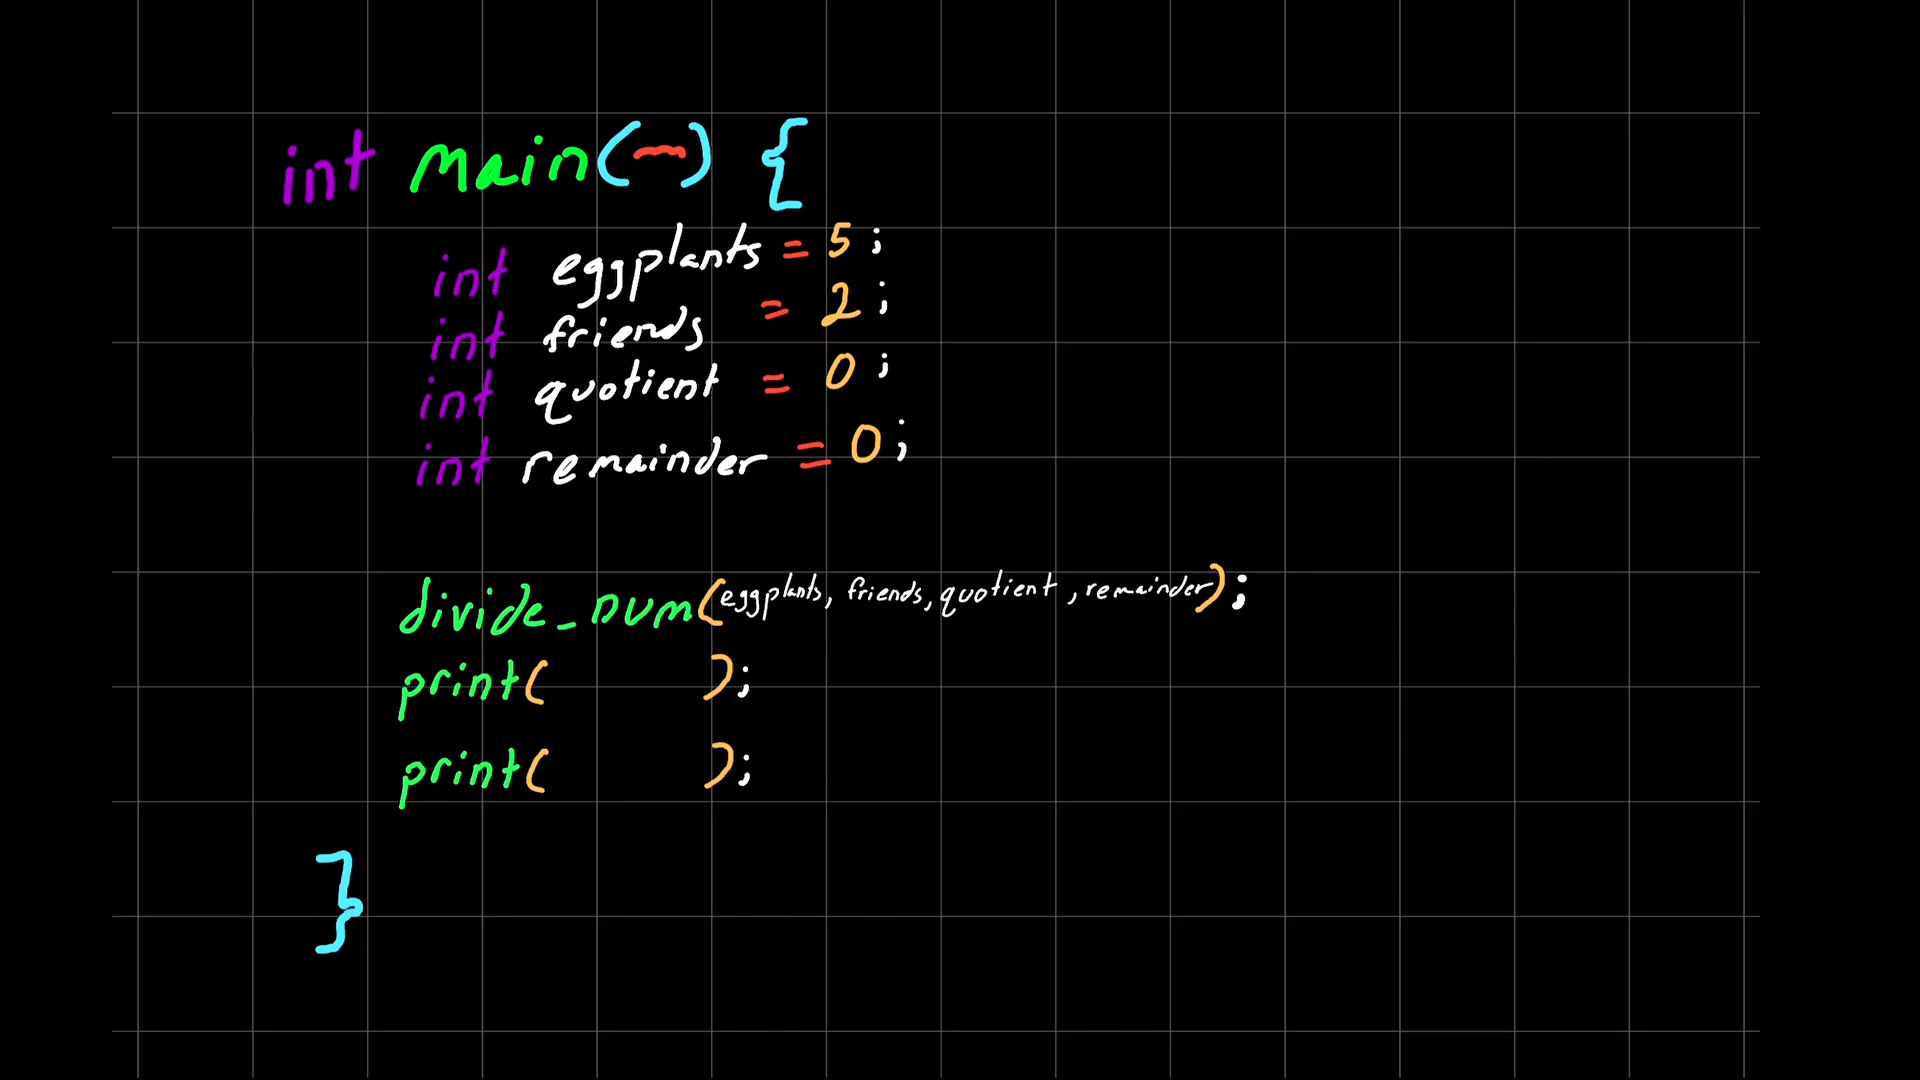 int main(~) {
int eggplants = 5;
int friends = 2;
int quotient = 0;
int remainder = 0;
divide_num(eggplants, friends, quotient, remainder);
print( );
print( );
}